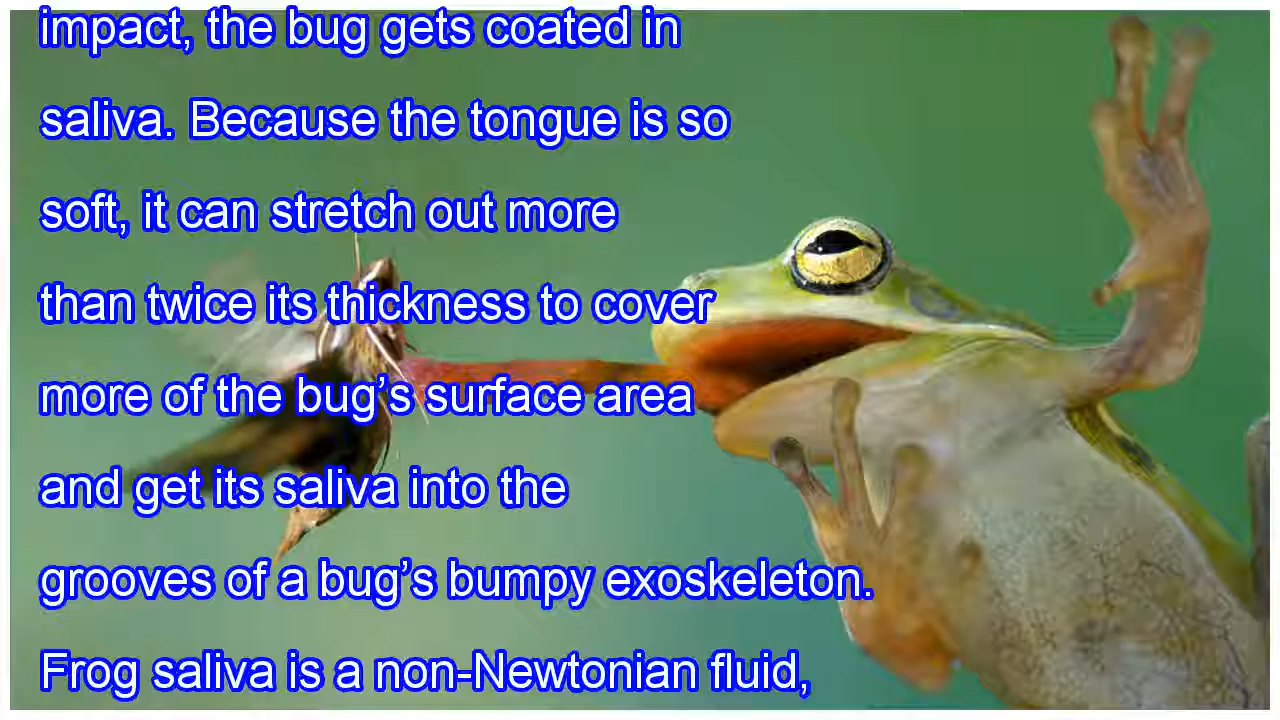 impact, the bug gets coated in
saliva. Because the tongue is so
soft, it can stretch out more
than twice its thickness to cover
more of the bug’s surface area
and get its saliva into the
grooves of a bug’s bumpy exoskeleton.
Frog saliva is a non-Newtonian fluid,